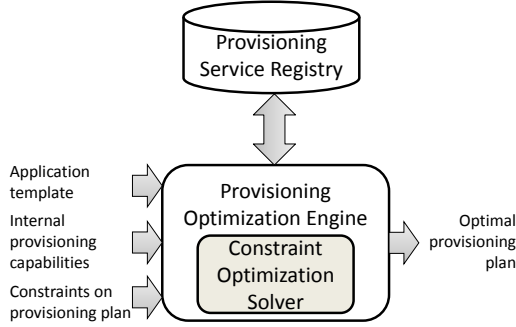 Provisioning
Service Registry
Application
template
Internal
provisioning
capabilities
Constraints on
provisioning plan
Provisioning
Optimization Engine
Constraint
Optimization
Solver
Optimal
provisioning
plan